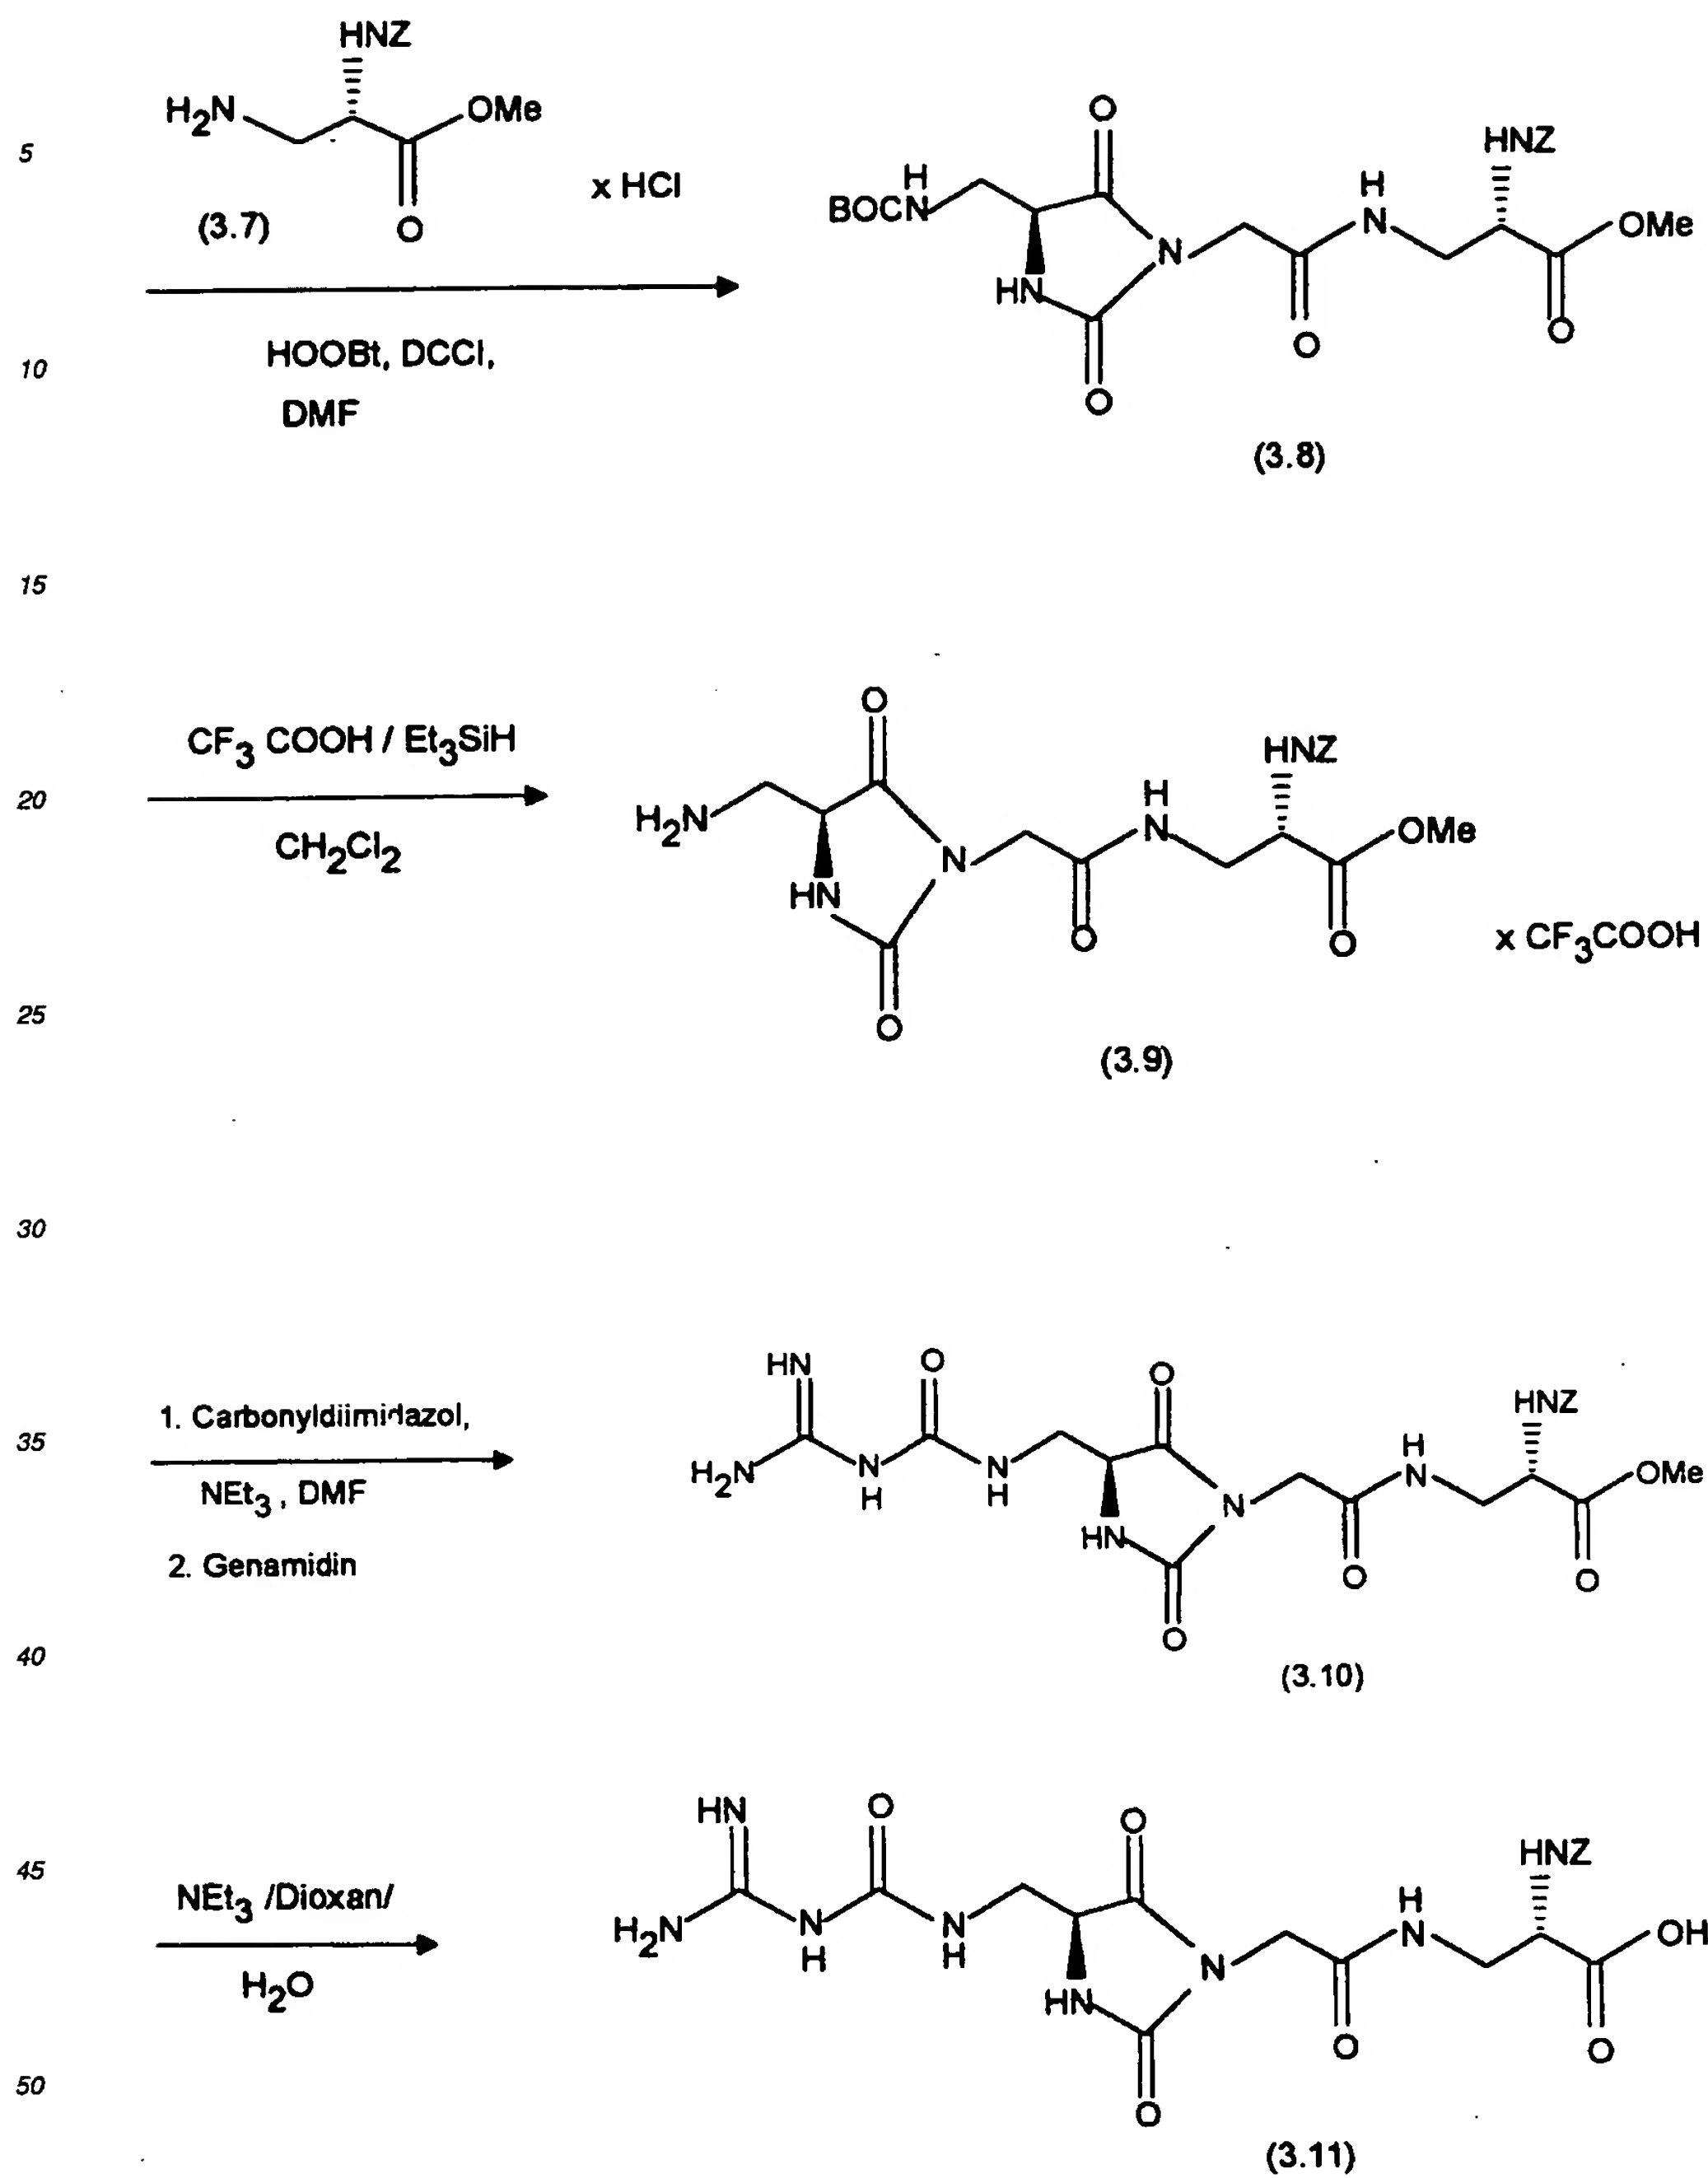 HNZ
H2N
OMe
5
x HCl
(3.7)
O
HOOBt, DCCl,
10
DMF
O
HNZ
H
BOCN
H
N
OMe
N
HN
O
O
O
(3.8)
15
CF3 COOH / Et3SiH
20
CH2Cl2
O
HNZ
H2N
H
N
OMe
N
HN
O
O
x CF3COOH
O
25
(3.9)
30
1. Carbonyldiimidazol,
35
NEt3 , DMF
2. Genamidin
HN
O
O
HNZ
H2N
N
H
N
H
H
N
OMe
N
HN
O
O
O
40
(3.10)
45
NEt3 /Dioxan/
H2O
HN
O
O
HNZ
H2N
N
H
N
H
H
N
OH
N
HN
O
O
O
50
(3.11)